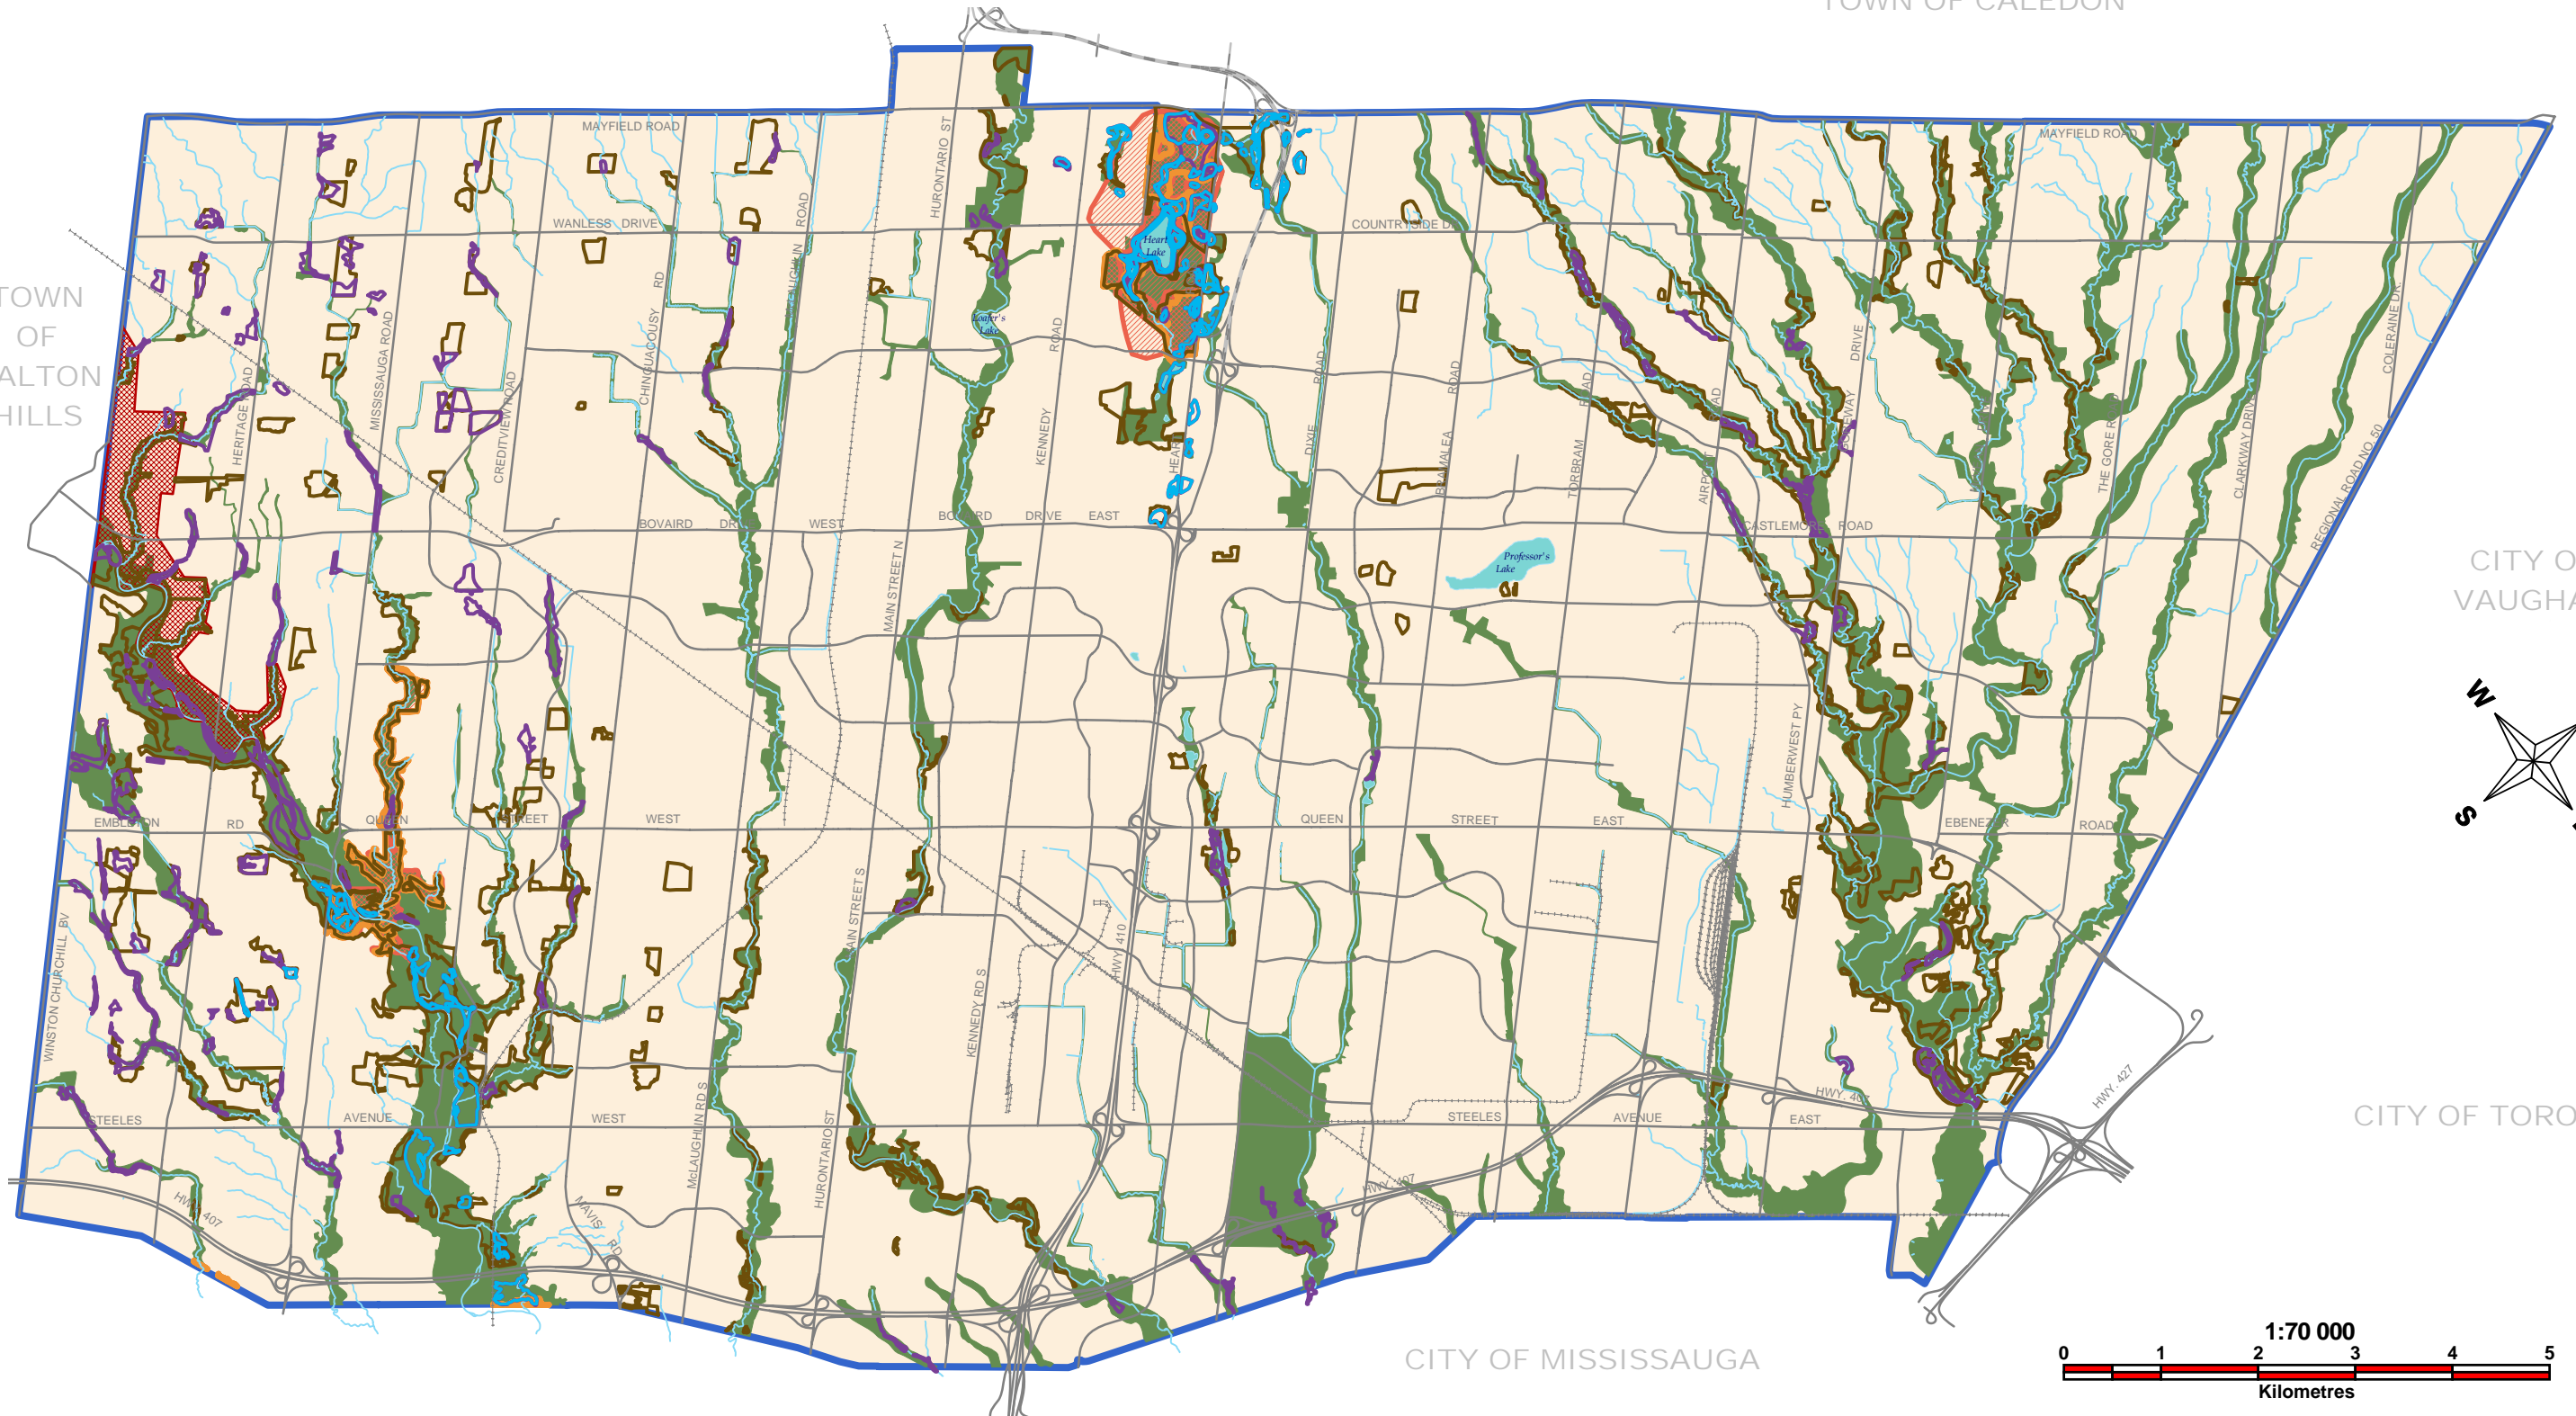 TOWN OF CALEDON
MAYFIELD ROAD
MAYFIELD ROAD
HURONTARIO ST
WANLESS DRIVE
ROAD
COUNTRYSIDE D
Heart
Lake
TOWN
OF
ALTON
HILLS
RD
CHINGUACOUSY
Loafer's
Lake
ROAD
KENNEDY
MISSISSAUGA ROAD
HERITAGE ROAD
CREDITVIEW ROAD
HEART
ROAD
DIXIE
ROAD
BRAMALEA
ROAD
TORBRAM
ROAD
AIRPORT
DRIVE
GOREWAY
THE GORE R
CLARKWAY DRIVE
COLERAINE DR.
REGIONAL ROAD NO. 50
BOVAIRD DR
WEST
BO
RD DRIVE EAST
CASTLEMORE ROAD
Professor's
Lake
MAIN STREET N
CITY O
VAUGHA
W
S
HUMBERWEST PY
EMBLETON RD
QUEEN STREET WEST
QUEEN STREET EAST
EBENEZER ROAD
WINSTON CHURCHILL BV
MAIN STREET S
HWY 410
KENNEDY RD S
McLAUGHLIN RD S
HURONTARIO ST
STEELES AVENUE WEST
STEELES AVENUE EAST
HWY. 407
HWY. 427
CITY OF TORO
HWY. 407
MAVIS RD
HWY. 407
CITY OF MISSISSAUGA
1:70 000
0 1 2 3 4 5
Kilometres